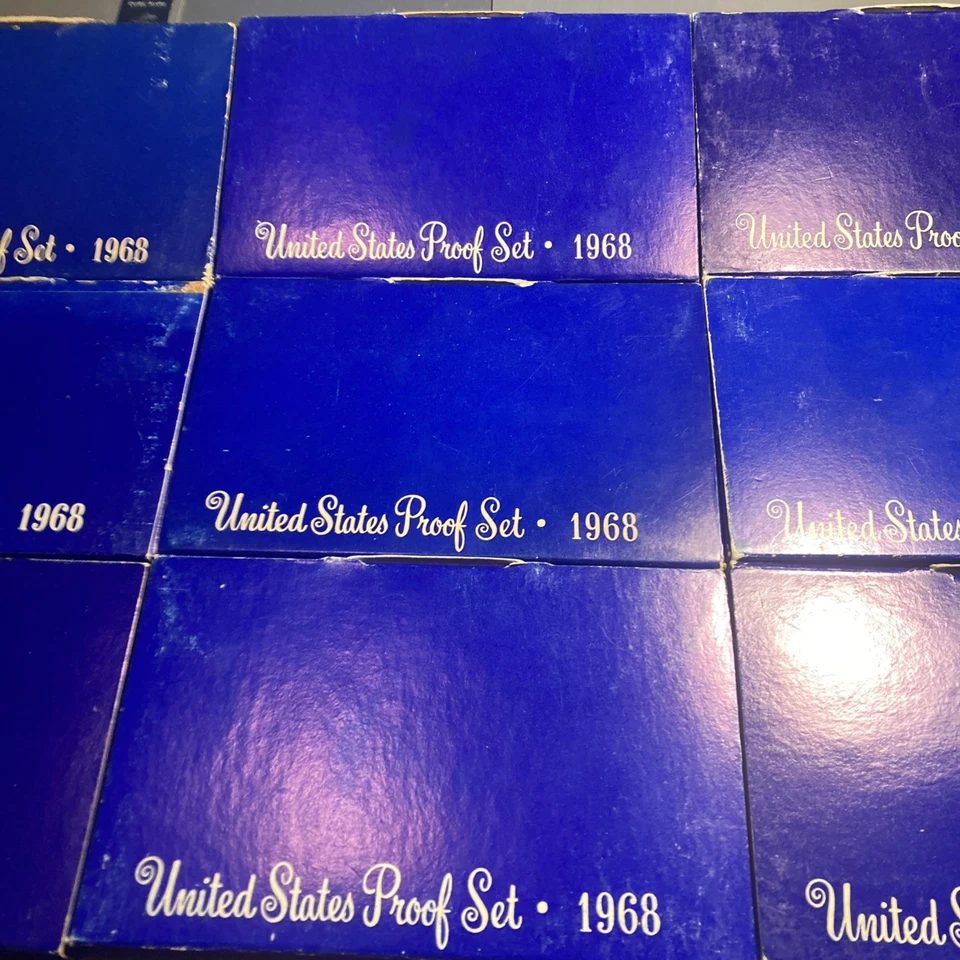 f Set • 1968
United States Proof Set • 1968
United States Proo
1968
United States Proof Set • 1968
United States
United States Proof Set • 1968
United S